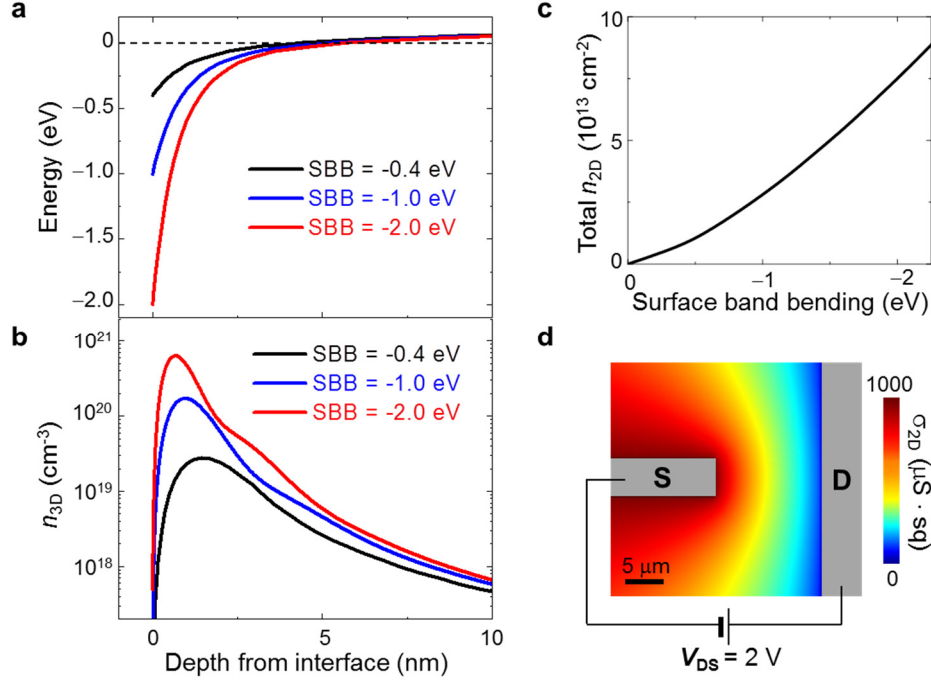 a
Energy (eV)
0
−0.5
−1.0
−1.5
−2.0
SBB = -0.4 eV
SBB = -1.0 eV
SBB = -2.0 eV
b
n3D (cm-3)
10²¹
10²⁰
10¹⁹
10¹⁸
SBB = -0.4 eV
SBB = -1.0 eV
SBB = -2.0 eV
0
5
10
Depth from interface (nm)
c
Total n2D (10¹³ cm-2)
10
5
0
0
−1
−2
Surface band bending (eV)
d
S
D
5 μm
1000
0
σ2D (μS · sq)
VDS = 2 V